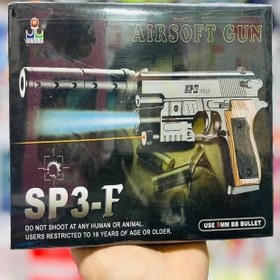 AIRSOFT GUN
SP3-F
DO NOT SHOOT AT ANY HUMAN OR ANIMAL.
USERS RESTRICTED TO 18 YEARS OF AGE OR OLDER.
USE 6MM BB BULLET